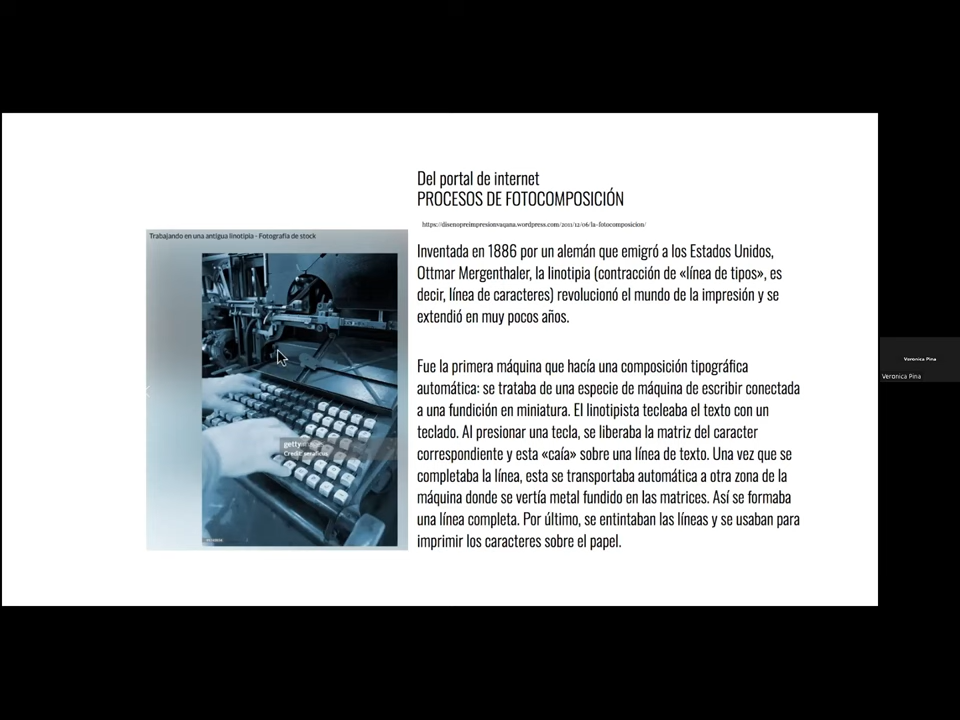 Del portal de internet
PROCESOS DE FOTOCOMPOSICIÓN
https://disenopreimpresionvaqana.wordpress.com/2011/12/06/la-fotocomposicion/
Trabajando en una antigua linotipia - Fotografía de stock
Inventada en 1886 por un alemán que emigró a los Estados Unidos,
Ottmar Mergenthaler, la linotipia (contracción de «línea de tipos», es
decir, línea de caracteres) revolucionó el mundo de la impresión y se
extendió en muy pocos años.
Fue la primera máquina que hacía una composición tipográfica
automática: se trataba de una especie de máquina de escribir conectada
a una fundición en miniatura. El linotipista tecleaba el texto con un
teclado. Al presionar una tecla, se liberaba la matriz del caracter
correspondiente y esta «caía» sobre una línea de texto. Una vez que se
completaba la línea, esta se transportaba automática a otra zona de la
máquina donde se vertía metal fundido en las matrices. Así se formaba
una línea completa. Por último, se entintaban las líneas y se usaban para
imprimir los caracteres sobre el papel.
getty
Credit:
Veronica Pina
Veronica Pina